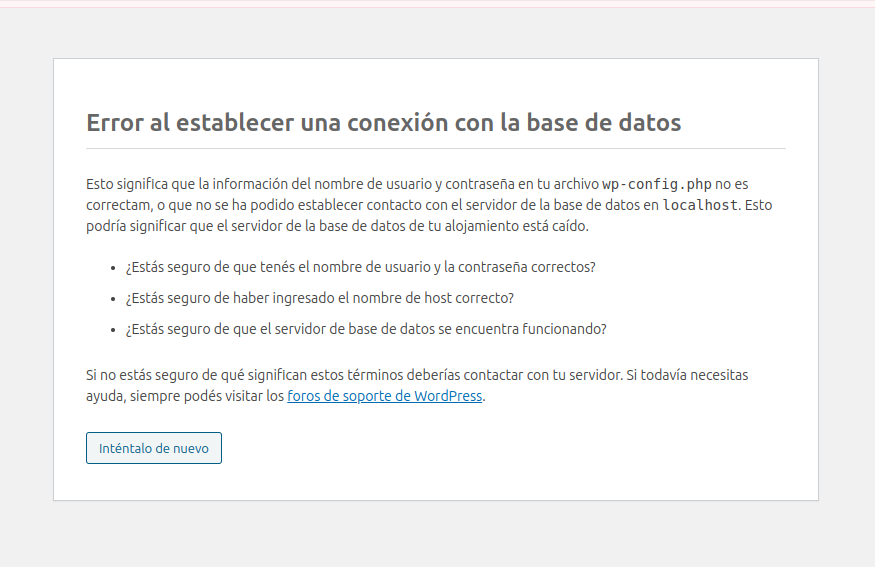 Error al establecer una conexión con la base de datos
Esto significa que la información del nombre de usuario y contraseña en tu archivo wp-config.php no es
correctam, o que no se ha podido establecer contacto con el servidor de la base de datos en localhost. Esto
podría significar que el servidor de la base de datos de tu alojamiento está caído.
• ¿Estás seguro de que tenés el nombre de usuario y la contraseña correctos?
• ¿Estás seguro de haber ingresado el nombre de host correcto?
• ¿Estás seguro de que el servidor de base de datos se encuentra funcionando?
Si no estás seguro de qué significan estos términos deberías contactar con tu servidor. Si todavía necesitas
ayuda, siempre podés visitar los foros de soporte de WordPress.
Inténtalo de nuevo